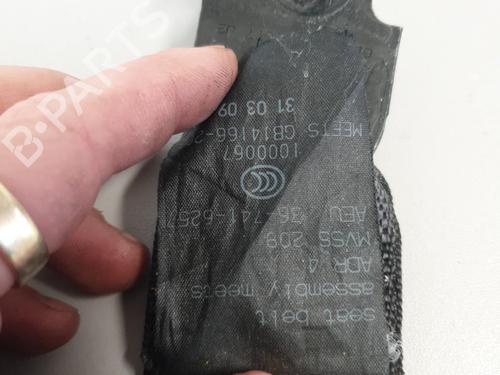 seat belt
assembly meets
ADR 4
MVSS 209
AEU 36-741-6257
1000067
MEETS GB14166-2
31 03 09
B-PARTS